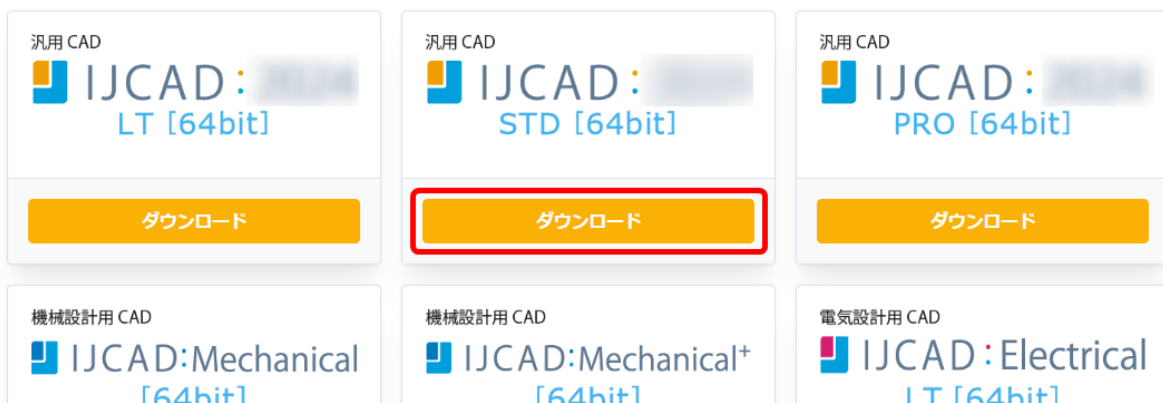 汎用 CAD
IJCAD:
LT [64bit]
ダウンロード
汎用 CAD
IJCAD:
STD [64bit]
ダウンロード
汎用 CAD
IJCAD:
PRO [64bit]
ダウンロード
機械設計用 CAD
IJCAD:Mechanical
[64bit]
機械設計用 CAD
IJCAD:Mechanical+
[64bit]
電気設計用 CAD
IJCAD:Electrical
LT [64bit]